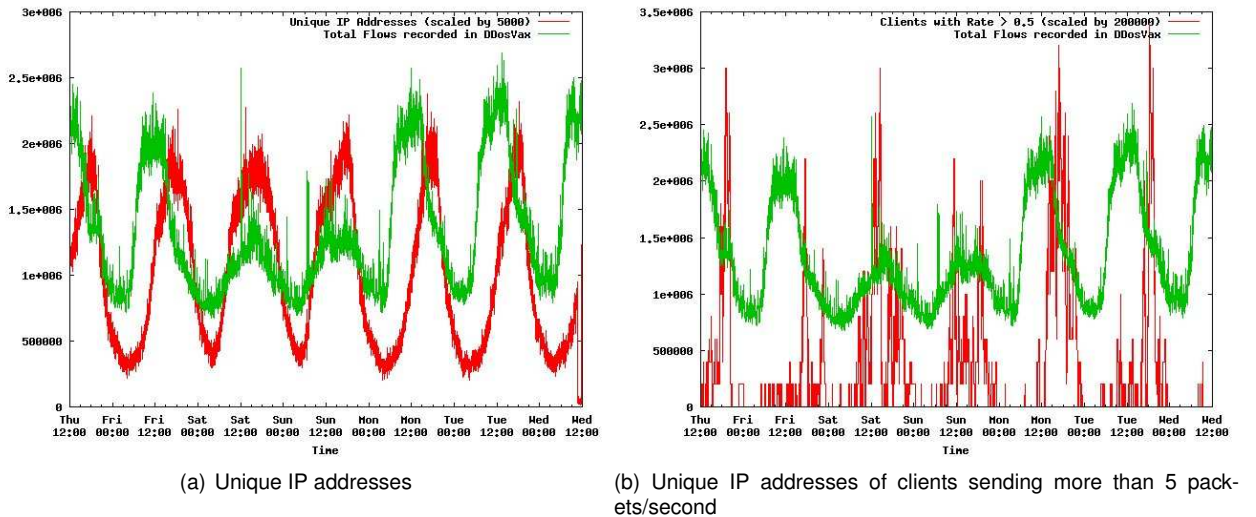 3e+006
2.5e+006
2e+006
1.5e+006
1e+006
500000
0
Unique IP Addresses (scaled by 5000)
Total Flows recorded in DDosVax
Thu 12:00
Fri 00:00
Fri 12:00
Sat 00:00
Sat 12:00
Sun 00:00
Sun 12:00
Mon 00:00
Mon 12:00
Tue 00:00
Tue 12:00
Wed 00:00
Wed 12:00
Time
(a) Unique IP addresses
3.5e+006
3e+006
2.5e+006
2e+006
1.5e+006
1e+006
500000
0
Clients with Rate > 0.5 (scaled by 200000)
Total Flows recorded in DDosVax
Thu 12:00
Fri 00:00
Fri 12:00
Sat 00:00
Sat 12:00
Sun 00:00
Sun 12:00
Mon 00:00
Mon 12:00
Tue 00:00
Tue 12:00
Wed 00:00
Wed 12:00
Time
(b) Unique IP addresses of clients sending more than 5 pack-
ets/second